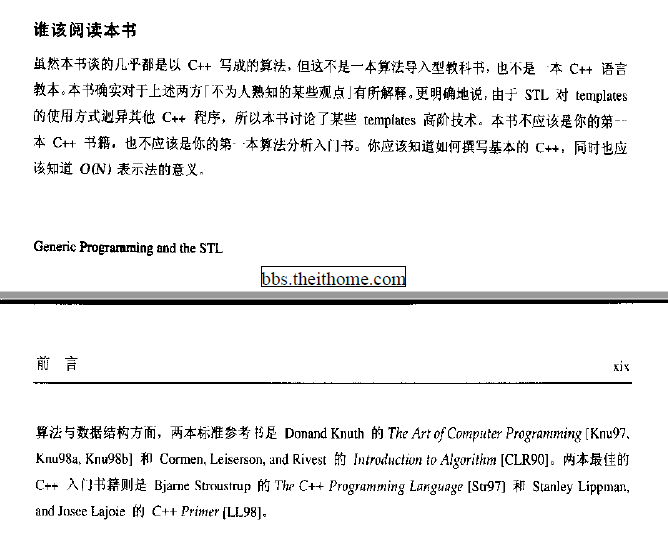 谁该阅读本书
虽然本书谈的几乎都是以 C++ 写成的算法，但这不是一本算法导入型教科书，也不是一本 C++ 语言
教本。本书确实对于上述两方「不为人熟知的某些观点」有所解释。更明确地说，由于 STL 对 templates
的使用方式迥异其他 C++ 程序，所以本书讨论了某些 templates 高阶技术。本书不应该是你的第一
本 C++ 书籍，也不应该是你的第一本算法分析入门书。你应该知道如何撰写基本的 C++，同时也应
该知道 O(N) 表示法的意义。
Generic Programming and the STL
bbs.theithome.com
前 言 xix
算法与数据结构方面，两本标准参考书是 Donand Knuth 的 The Art of Computer Programming [Knu97,
Knu98a, Knu98b] 和 Cormen, Leiserson, and Rivest 的 Introduction to Algorithm [CLR90]。两本最佳的
C++ 入门书籍则是 Bjarne Stroustrup 的 The C++ Programming Language [Str97] 和 Stanley Lippman,
and Josee Lajoie 的 C++ Primer [LL98]。